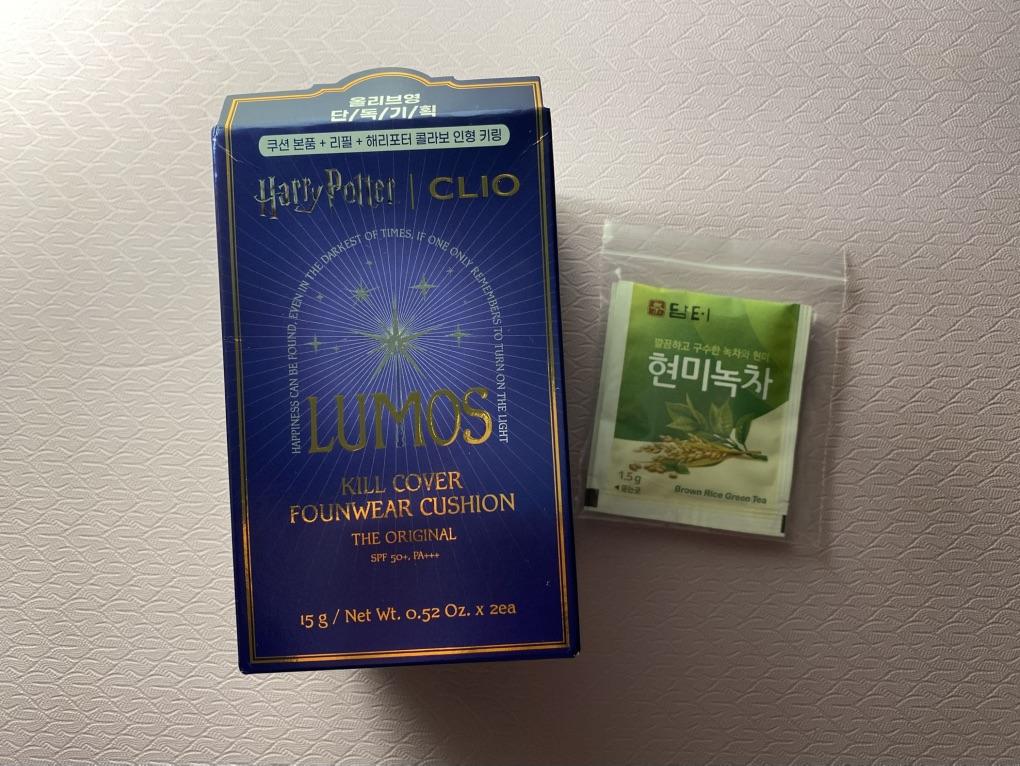 올리브영
단/독/기/획
쿠션 본품 + 리필 + 해리포터 콜라보 인형 키링
Harry Potter | CLIO
HAPPINESS CAN BE FOUND, EVEN IN THE DARKEST OF TIMES, IF ONE ONLY REMEMBERS TO TURN ON THE LIGHT
LUMOS
KILL COVER
FOUNWEAR CUSHION
THE ORIGINAL
SPF 50+, PA+++
15 g / Net Wt. 0.52 Oz. x 2ea
담터
깔끔하고 구수한 녹차와 현미
현미녹차
1.5g
◀뜯는곳
Brown Rice Green Tea